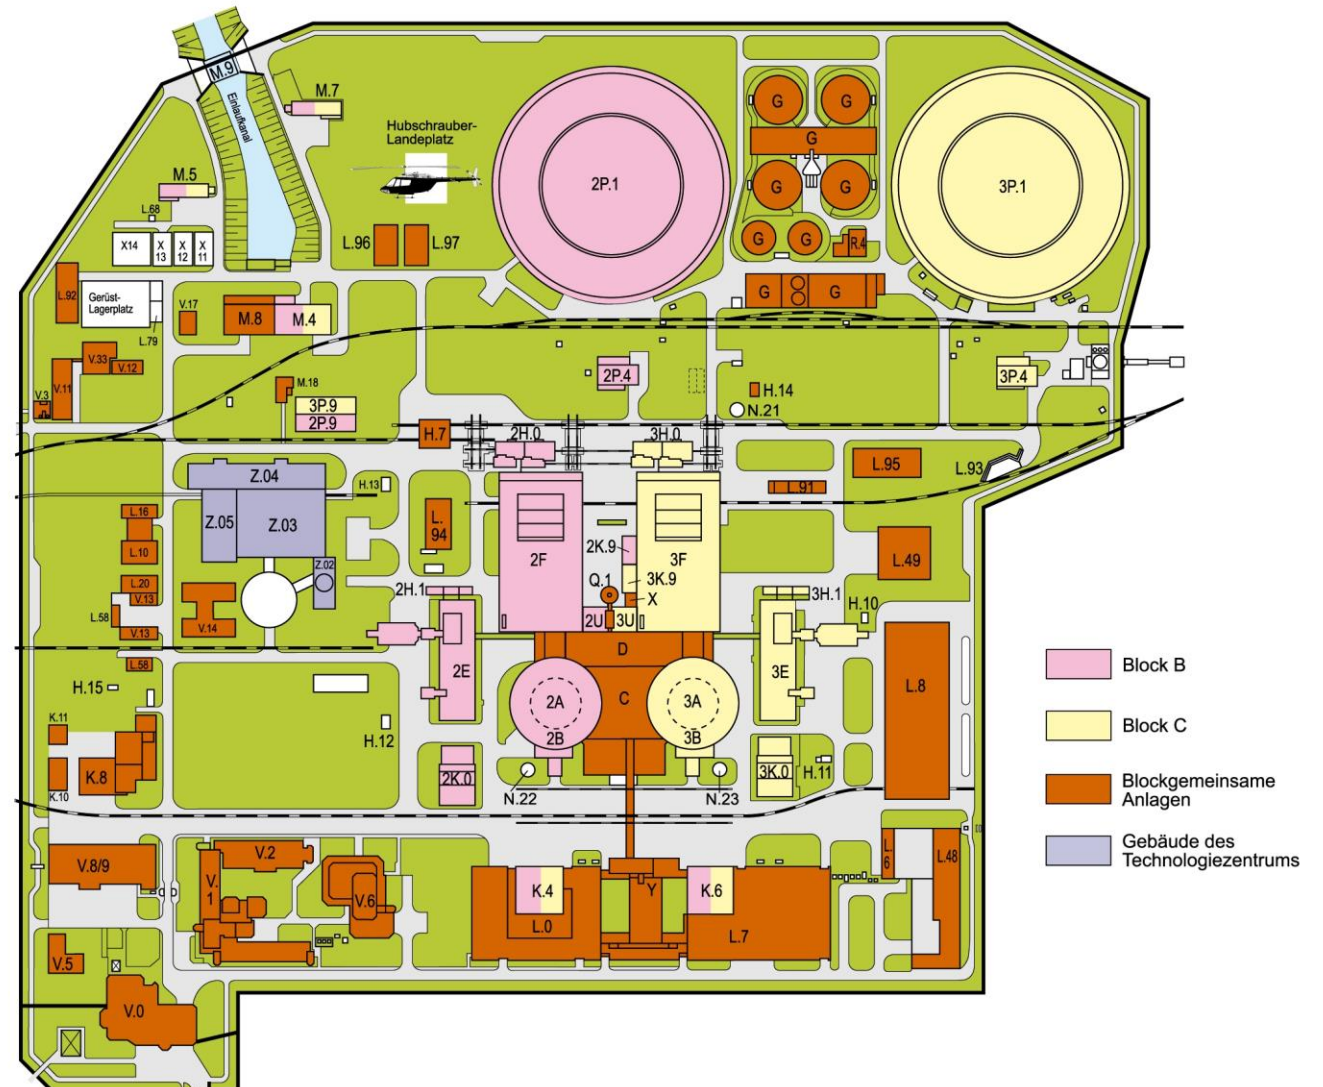 M.9
Einlaufkanal
M.7
Hubschrauber-
Landeplatz
2P.1
G
G
G
G
G
G
G
R.4
3P.1
M.5
L.68
X14
X
13
X
12
X
11
L.96
L.97
L.92
Gerüst-
Lagerplatz
L.79
V.17
M.8
M.4
G
G
V.33
V.12
V.11
V.3
M.18
3P.9
2P.9
2P.4
3P.4
H.14
N.21
H.7
2H.0
3H.0
L.95
L.93
L.91
Z.04
H.13
Z.05
Z.03
L.16
L.10
L.
94
2F
2K.9
3F
3K.9
L.49
Z.02
L.20
V.13
L.58
V.13
V.14
2H.1
Q.1
X
3H.1
H.10
2U
3U
L.58
D
2E
3E
L.8
H.15
2A
C
3A
2B
3B
K.11
H.12
K.8
K.10
2K.0
N.22
N.23
3K.0
H.11
Block B
Block C
Blockgemeinsame
Anlagen
Gebäude des
Technologiezentrums
V.8/9
V.2
V.
1
V.6
K.4
L.0
Y
K.6
L.7
L.
6
L.48
V.5
V.0